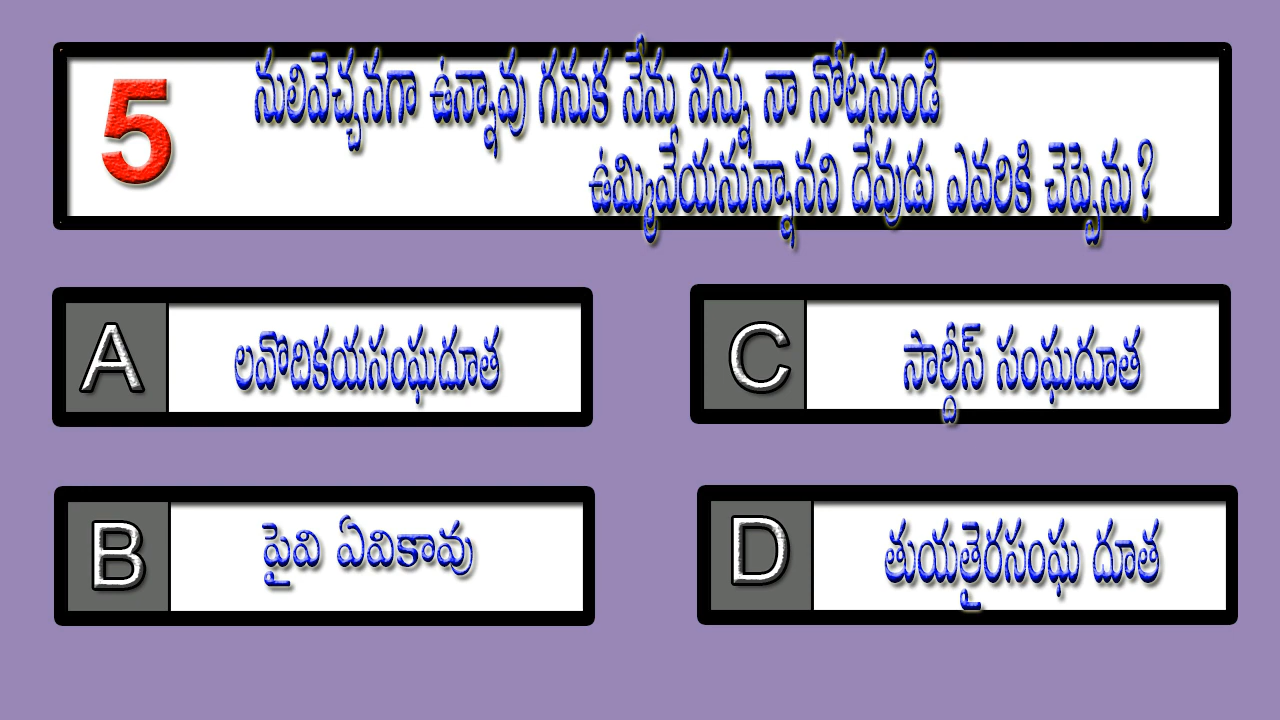 5
నులివెచ్చనగా ఉన్నావు గనుక నేను నిన్ను నా నోటనుండి
ఉమ్మివేయనున్నానని దేవుడు ఎవరికి చెప్పెను?
A
లవొదికయసంఘదూత
C
సార్దీస్ సంఘదూత
B
పైవి ఏవికావు
D
తుయతైరసంఘ దూత